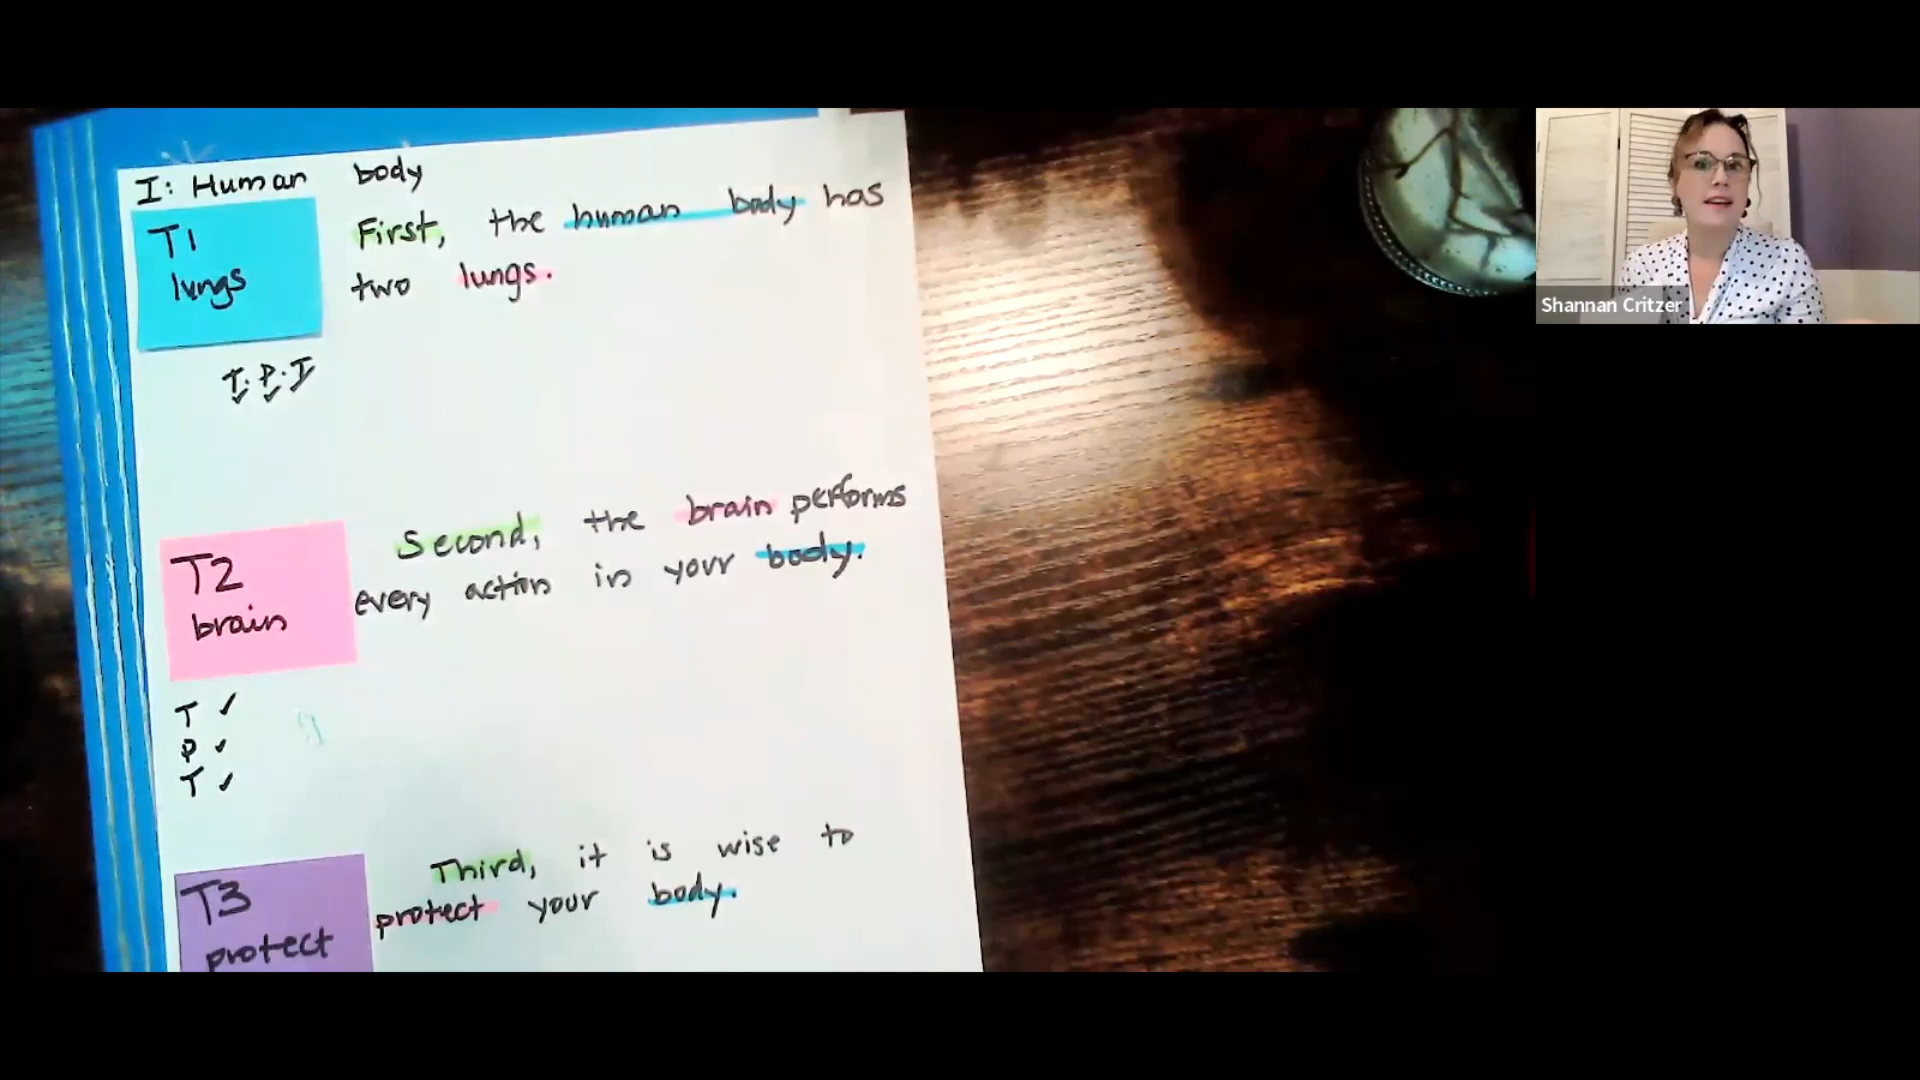 I: Human body
T1
lungs
First, the human body has
two lungs.
T. P. I
T2
brain
Second, the brain performs
every action in your body.
T ✓
P ✓
T ✓
T3
protect
Third, it is wise to
protect your body.
Shannan Critzer